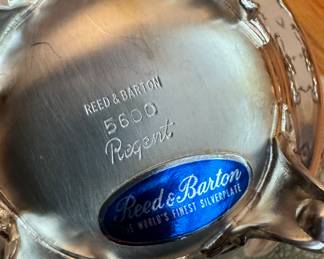 REED & BARTON
5600
Regent
Reed & Barton
THE WORLD'S FINEST SILVERPLATE